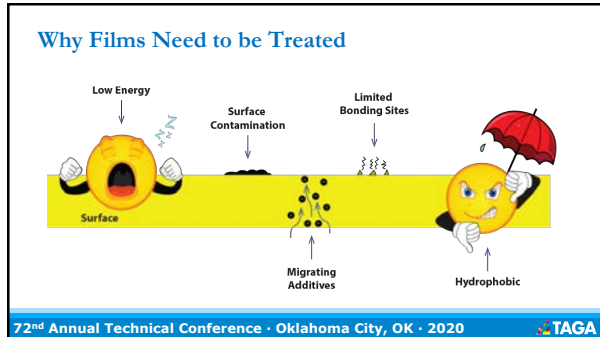 Why Films Need to be Treated
Low Energy
Surface
Contamination
Limited
Bonding Sites
Surface
Migrating
Additives
Hydrophobic
72nd Annual Technical Conference · Oklahoma City, OK · 2020
TAGA